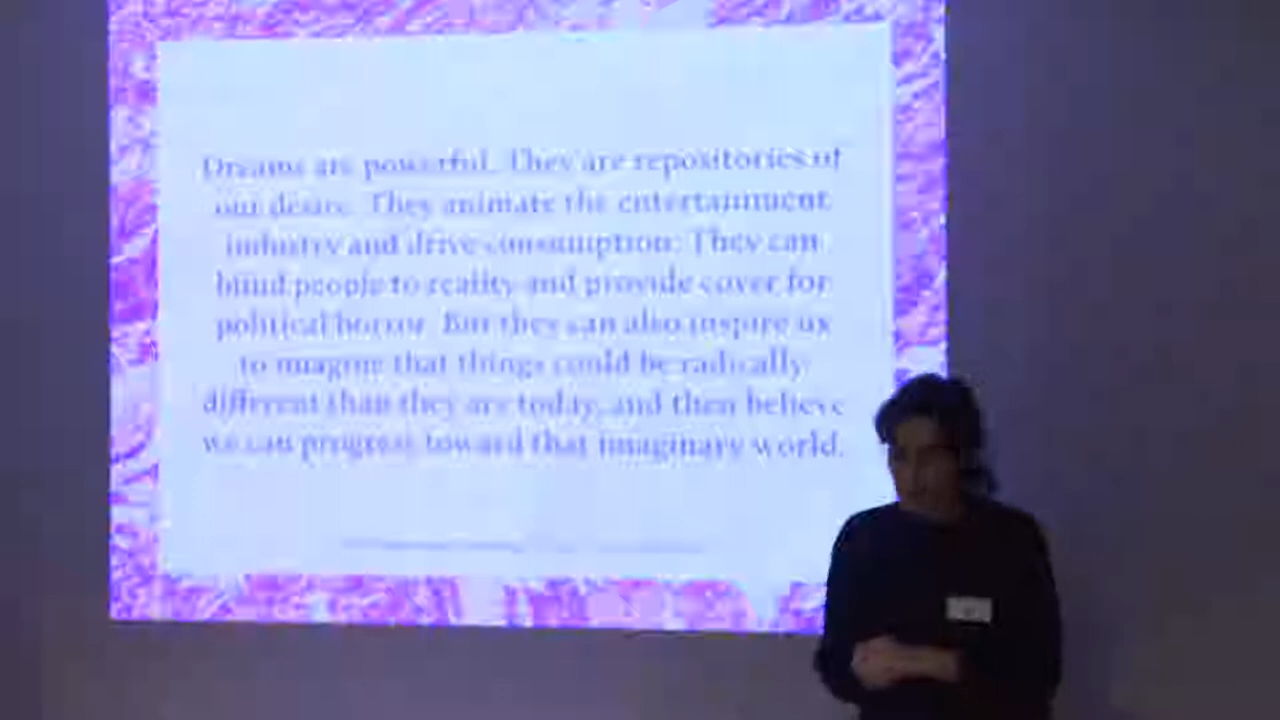 Dreams are powerful. They are repositories of
our desire. They animate the entertainment
industry and drive consumption. They can
blind people to reality and provide cover for
political horror. But they can also inspire us
to imagine that things could be radically
different than they are today, and then believe
we can progress toward that imaginary world.